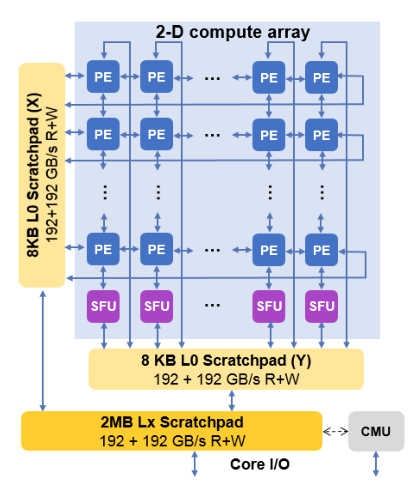 2-D compute array
PE PE ... PE PE
PE PE ... PE PE
... ... ... ...
PE PE ... PE PE
SFU SFU ... SFU SFU
8KB L0 Scratchpad (X)
192+192 GB/s R+W
8 KB L0 Scratchpad (Y)
192 + 192 GB/s R+W
2MB Lx Scratchpad
192 + 192 GB/s R+W
CMU
Core I/O